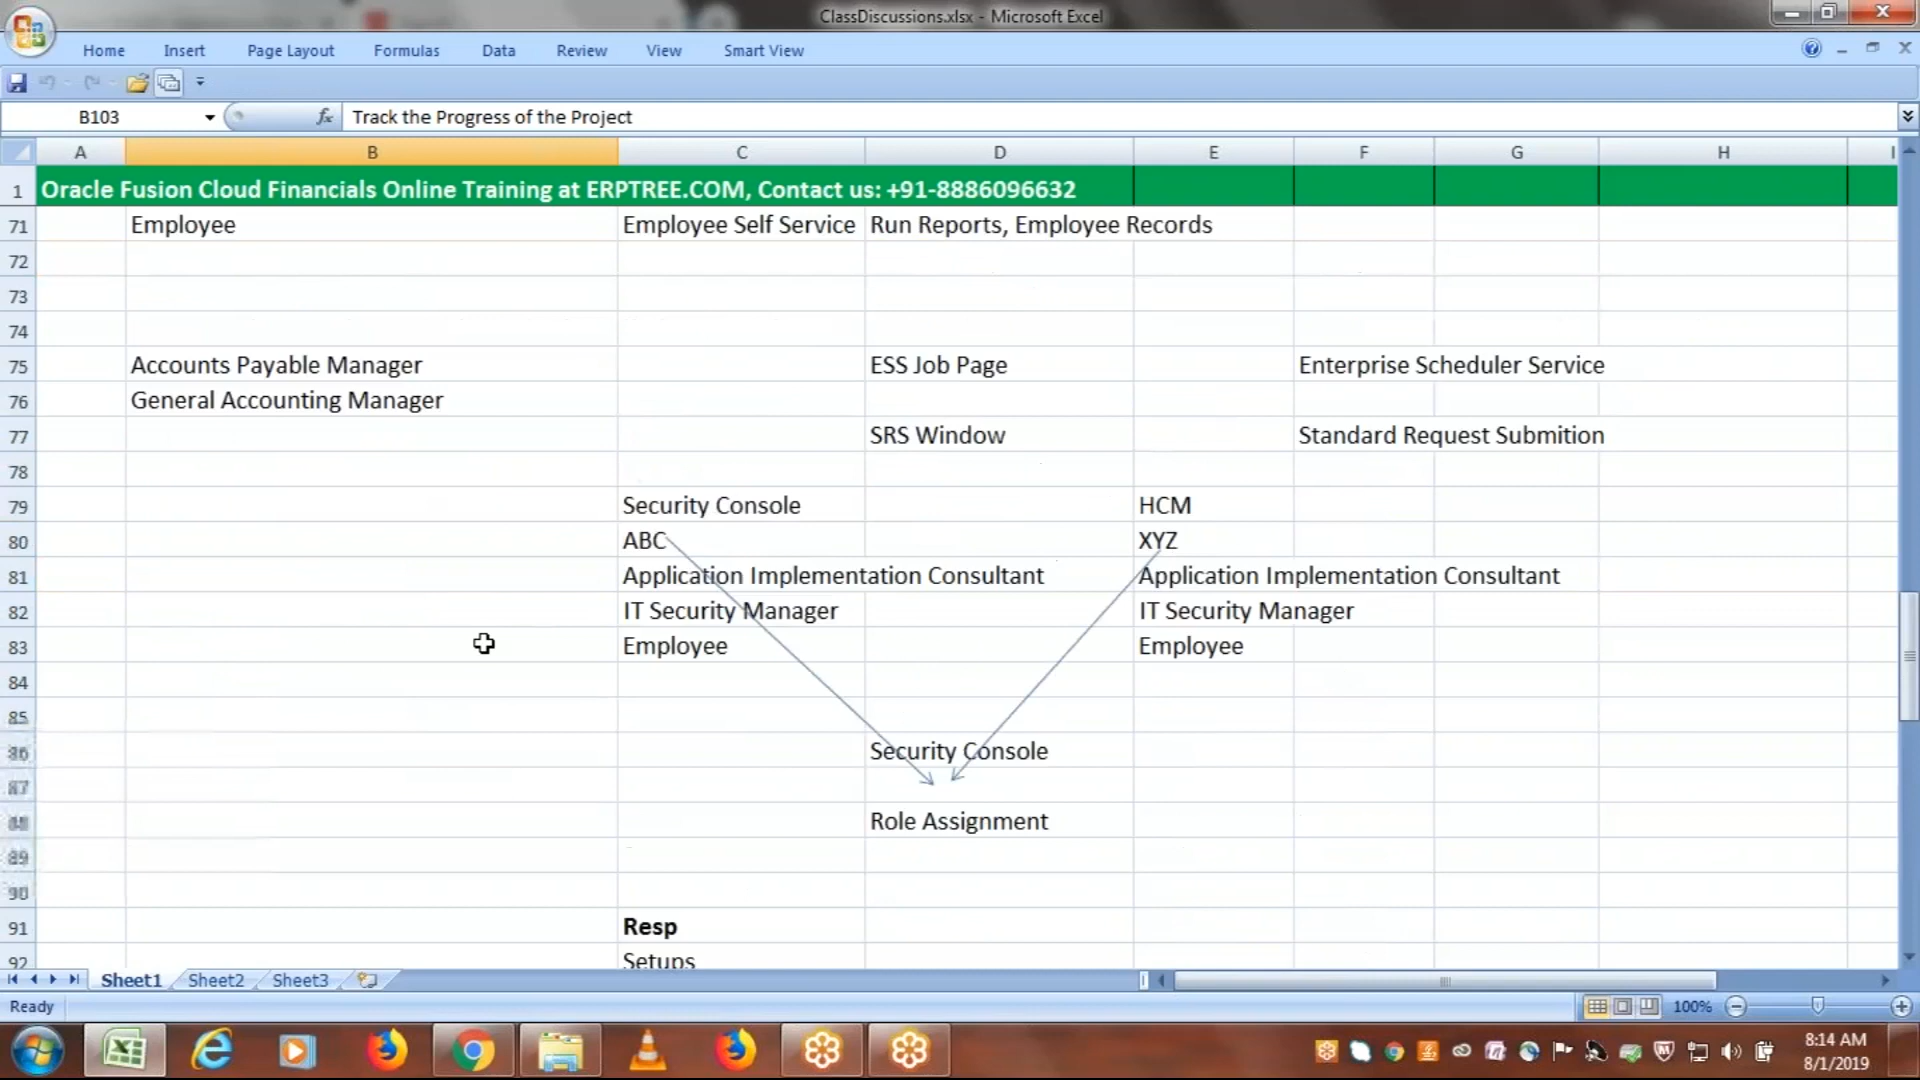 ClassDiscussions.xlsx - Microsoft Excel
Home Insert Page Layout Formulas Data Review View Smart View
B103 fx Track the Progress of the Project
A B C D E F G H I
1 Oracle Fusion Cloud Financials Online Training at ERPTREE.COM, Contact us: +91-8886096632
71 Employee Employee Self Service Run Reports, Employee Records
72
73
74
75 Accounts Payable Manager ESS Job Page Enterprise Scheduler Service
76 General Accounting Manager
77 SRS Window Standard Request Submition
78
79 Security Console HCM
80 ABC XYZ
81 Application Implementation Consultant Application Implementation Consultant
82 IT Security Manager IT Security Manager
83 Employee Employee
84
85
86 Security Console
87
88 Role Assignment
89
90
91 Resp
92 Setups
Sheet1 Sheet2 Sheet3
Ready 100%
8:14 AM
8/1/2019